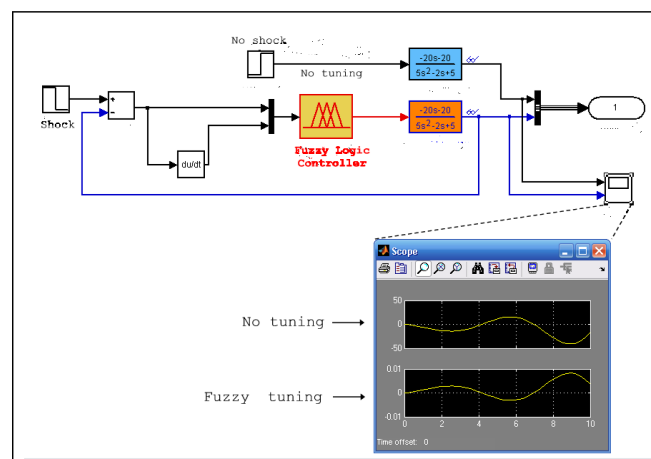 No shock
No tuning
-20s-20
5s²-2s+5
Shock
+
-
du/dt
Fuzzy Logic
Controller
-20s-20
5s²-2s+5
1
Scope
No tuning
50
0
-50
Fuzzy tuning
0.01
0
-0.01
0 2 4 6 8 10
Time offset: 0